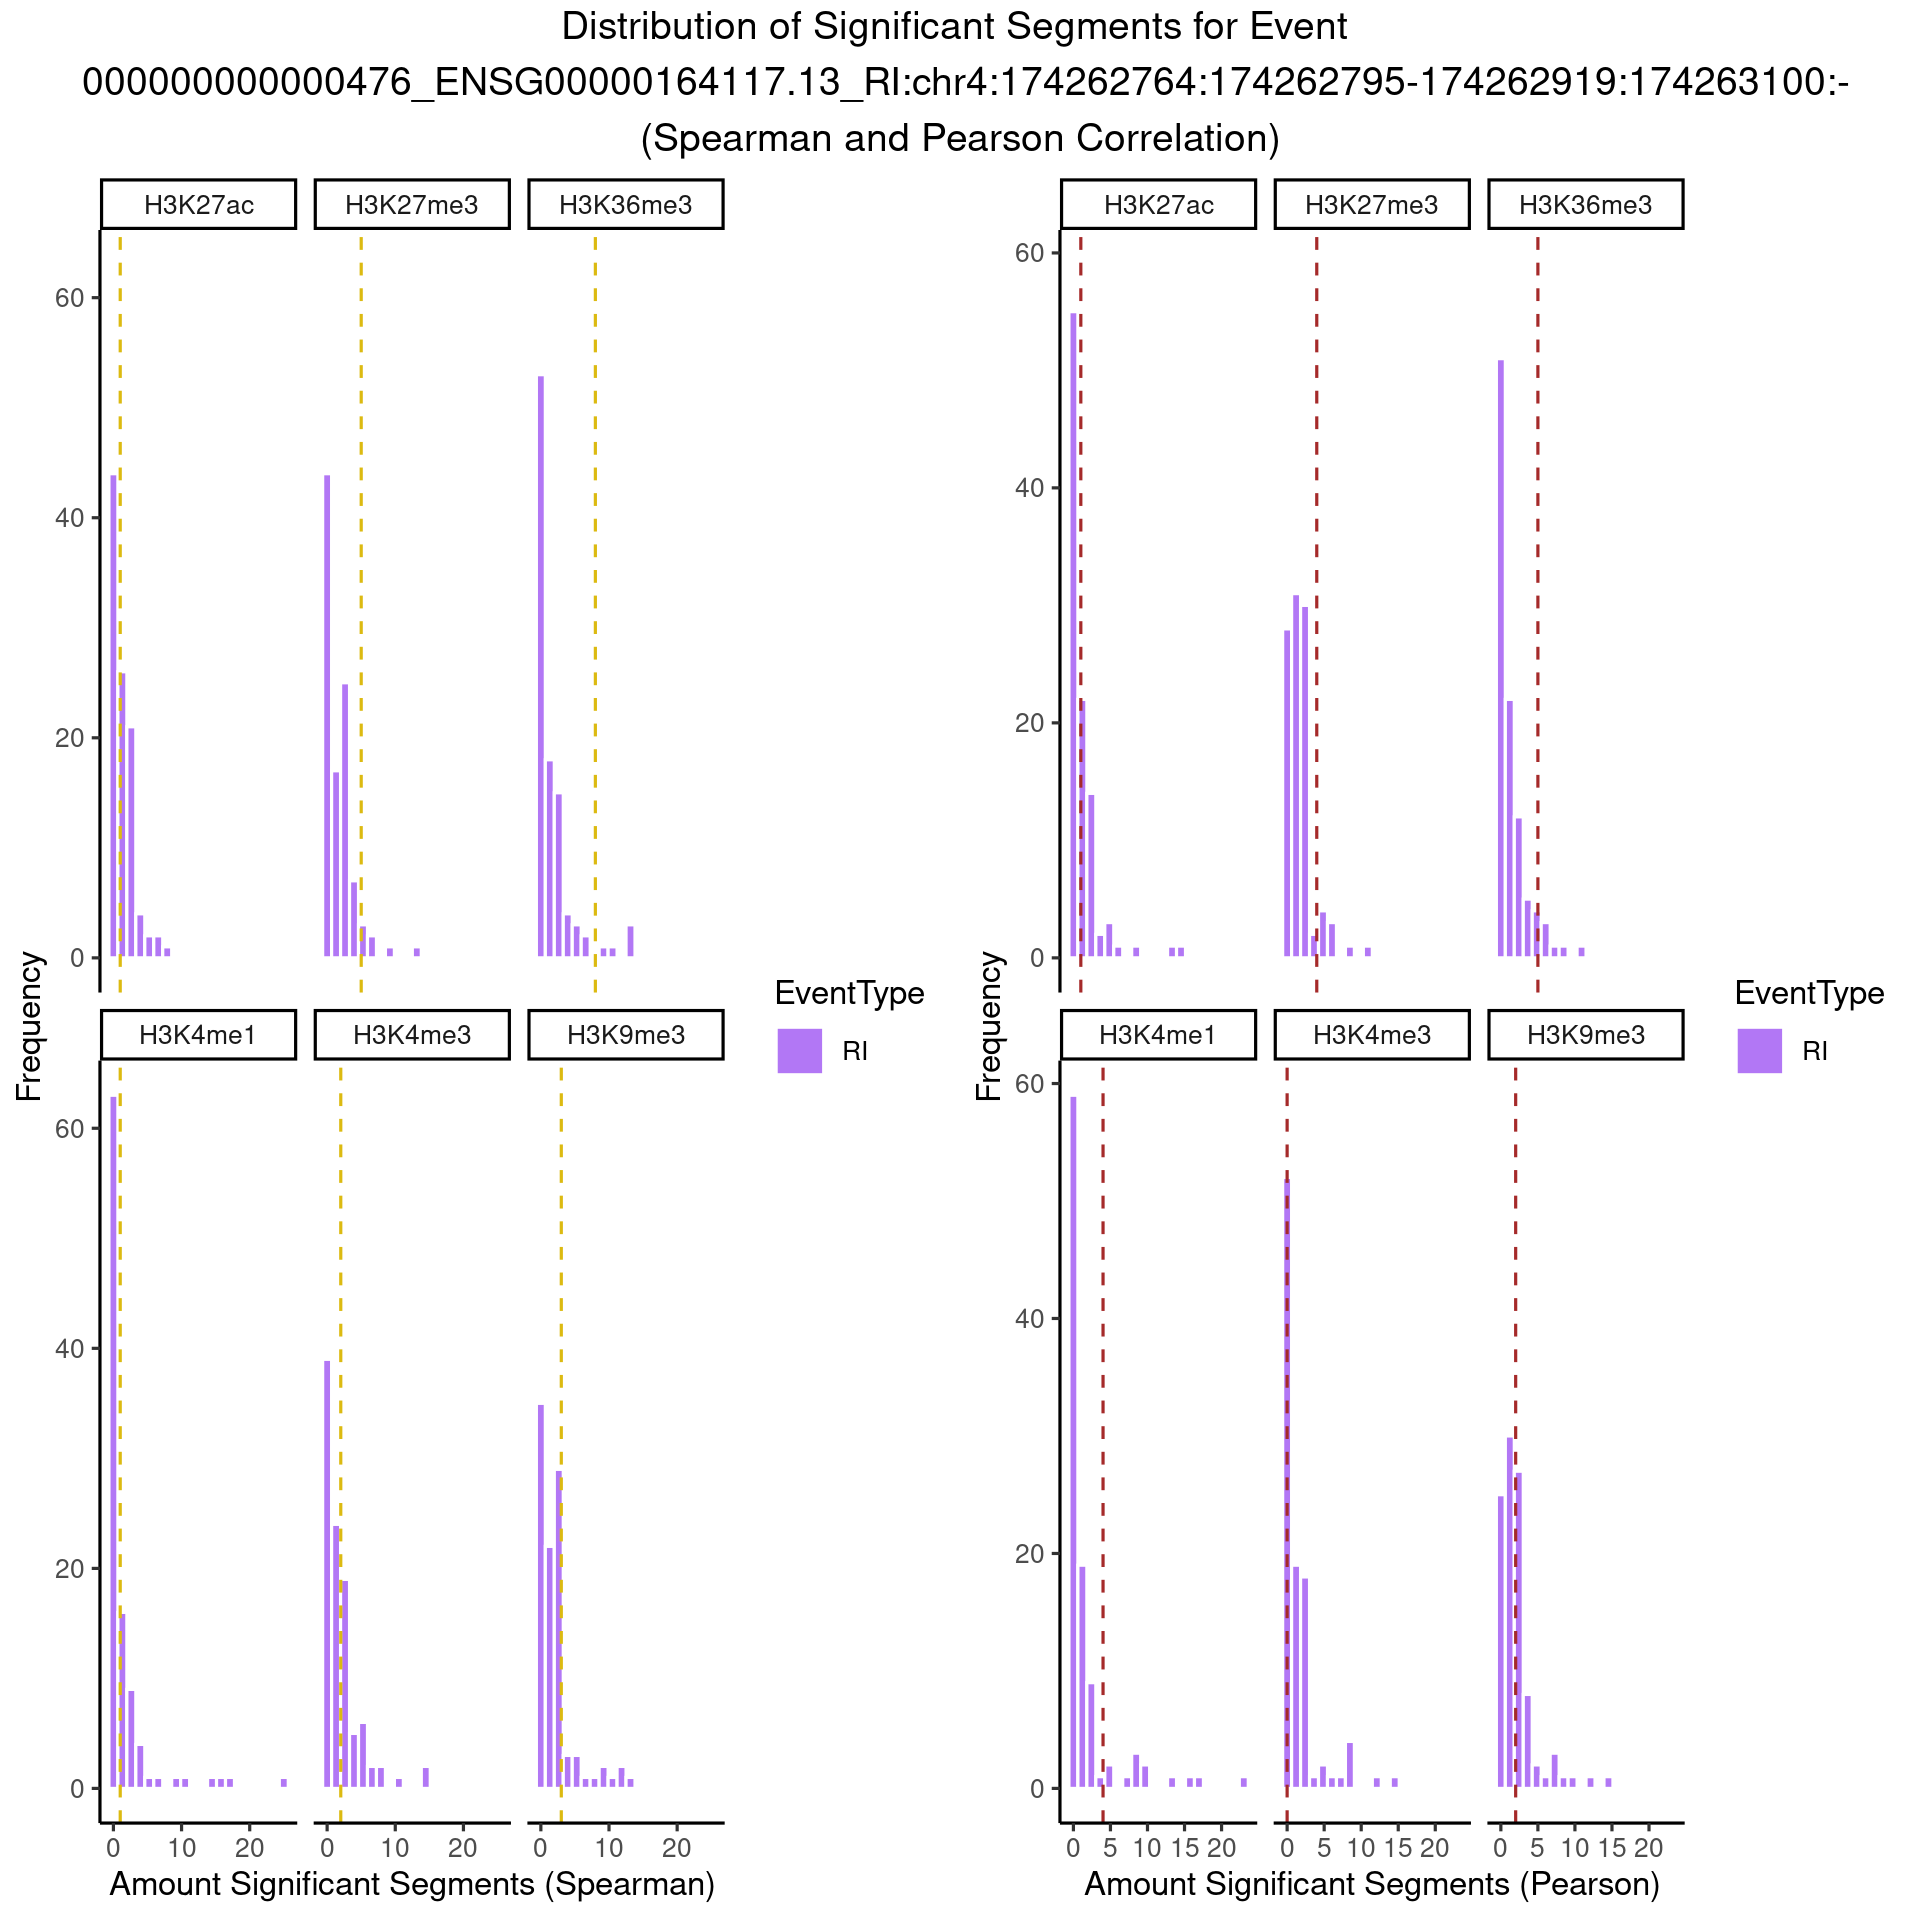 Distribution of Significant Segments for Event
000000000000476_ENSG00000164117.13_RI:chr4:174262764:174262795-174262919:174263100:-
(Spearman and Pearson Correlation)
H3K27ac H3K27me3 H3K36me3
60
40
20
0
H3K4me1 H3K4me3 H3K9me3
60
40
20
0
0 10 20 0 10 20 0 10 20
Frequency
Amount Significant Segments (Spearman)
EventType
RI
H3K27ac H3K27me3 H3K36me3
60
40
20
0
H3K4me1 H3K4me3 H3K9me3
60
40
20
0
0 5 10 15 20 0 5 10 15 20 0 5 10 15 20
Frequency
Amount Significant Segments (Pearson)
EventType
RI